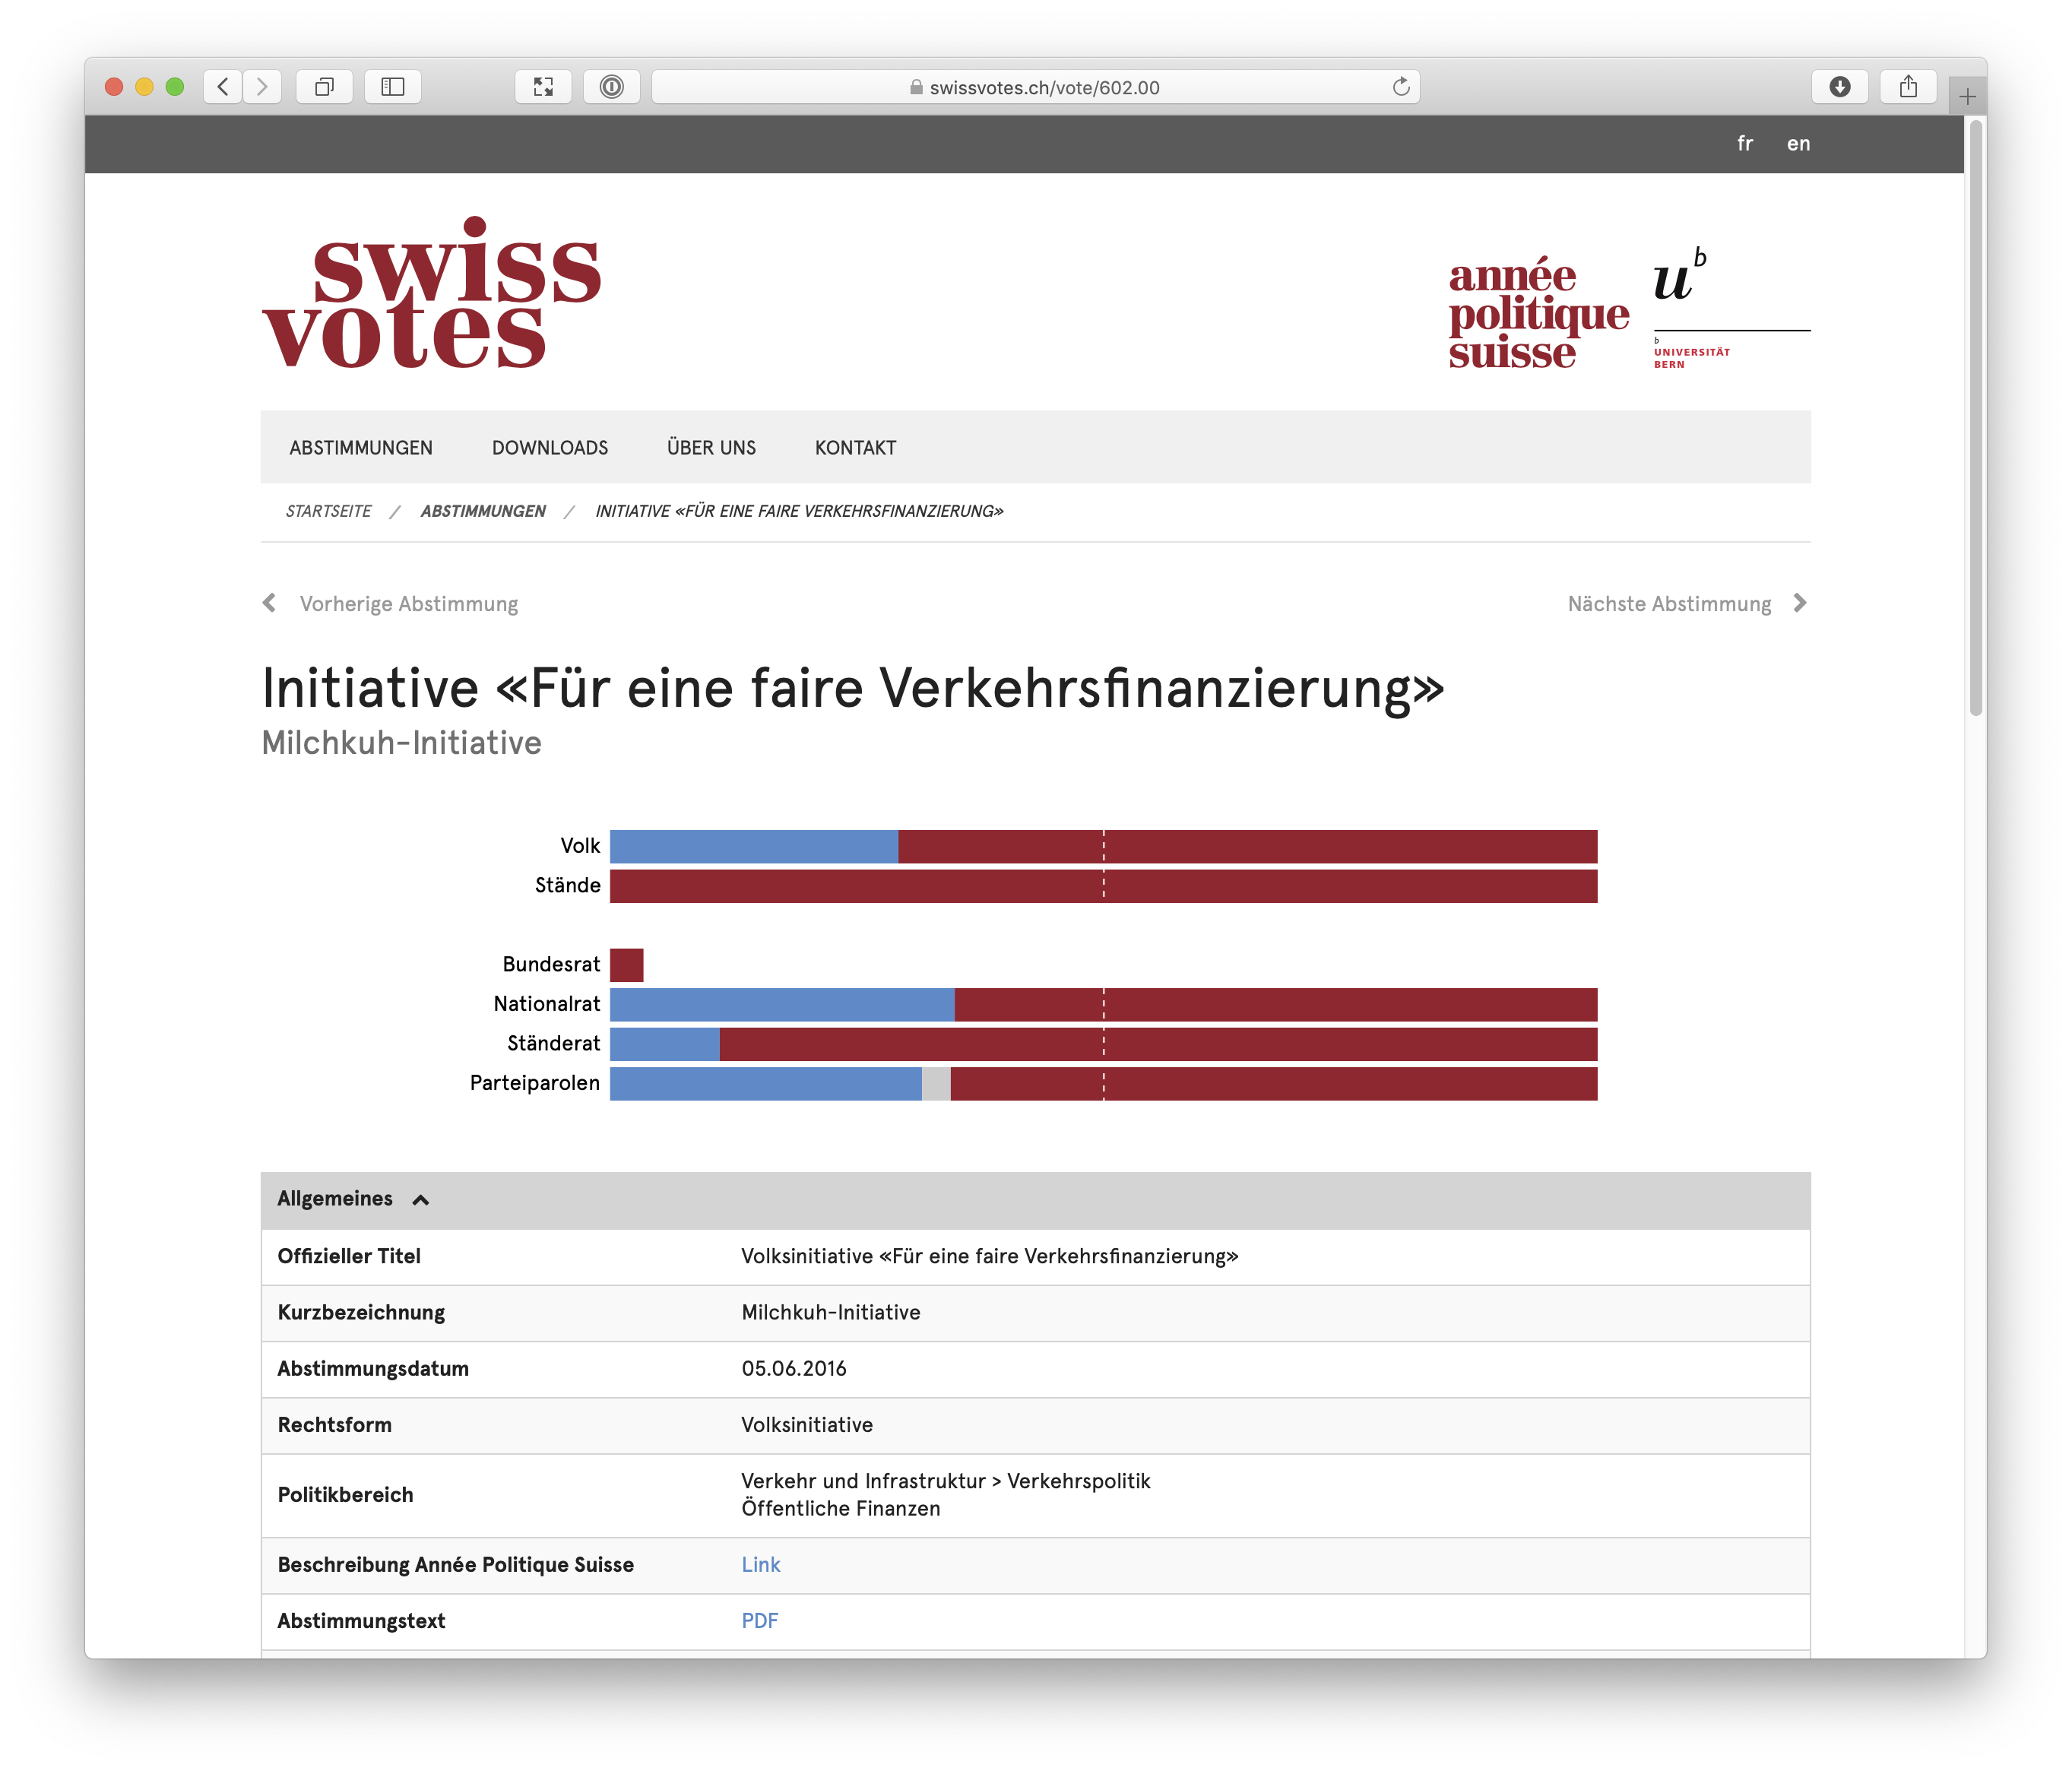 swissvotes.ch/vote/602.00
fr en
swiss
votes
année
politique
suisse
u b
b
UNIVERSITÄT
BERN
ABSTIMMUNGEN DOWNLOADS ÜBER UNS KONTAKT
STARTSEITE / ABSTIMMUNGEN / INITIATIVE «FÜR EINE FAIRE VERKEHRSFINANZIERUNG»
Vorherige Abstimmung Nächste Abstimmung
Initiative «Für eine faire Verkehrsfinanzierung»
Milchkuh-Initiative
Volk
Stände
Bundesrat
Nationalrat
Ständerat
Parteiparolen
Allgemeines
Offizieller Titel Volksinitiative «Für eine faire Verkehrsfinanzierung»
Kurzbezeichnung Milchkuh-Initiative
Abstimmungsdatum 05.06.2016
Rechtsform Volksinitiative
Politikbereich Verkehr und Infrastruktur > Verkehrspolitik
Öffentliche Finanzen
Beschreibung Année Politique Suisse Link
Abstimmungstext PDF